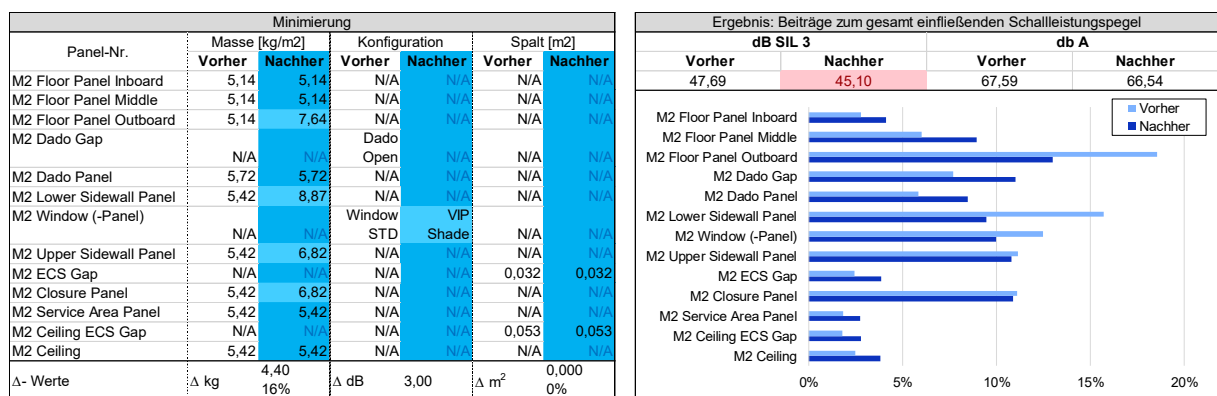 Minimierung
Panel-Nr. Masse [kg/m2] Konfiguration Spalt [m2]
Vorher Nachher Vorher Nachher Vorher Nachher
M2 Floor Panel Inboard 5,14 5,14 N/A N/A N/A N/A
M2 Floor Panel Middle 5,14 5,14 N/A N/A N/A N/A
M2 Floor Panel Outboard 5,14 7,64 N/A N/A N/A N/A
M2 Dado Gap Dado
N/A N/A Open N/A N/A N/A
M2 Dado Panel 5,72 5,72 N/A N/A N/A N/A
M2 Lower Sidewall Panel 5,42 8,87 N/A N/A N/A N/A
M2 Window (-Panel) Window VIP
N/A N/A STD Shade N/A N/A
M2 Upper Sidewall Panel 5,42 6,82 N/A N/A N/A N/A
M2 ECS Gap N/A N/A N/A N/A 0,032 0,032
M2 Closure Panel 5,42 6,82 N/A N/A N/A N/A
M2 Service Area Panel 5,42 5,42 N/A N/A N/A N/A
M2 Ceiling ECS Gap N/A N/A N/A N/A 0,053 0,053
M2 Ceiling 5,42 5,42 N/A N/A N/A N/A
Δ- Werte Δ kg 4,40 Δ dB 3,00 Δ m² 0,000
16% 0%
Ergebnis: Beiträge zum gesamt einfließenden Schallleistungspegel
dB SIL 3 db A
Vorher Nachher Vorher Nachher
47,69 45,10 67,59 66,54
Vorher
Nachher
M2 Floor Panel Inboard
M2 Floor Panel Middle
M2 Floor Panel Outboard
M2 Dado Gap
M2 Dado Panel
M2 Lower Sidewall Panel
M2 Window (-Panel)
M2 Upper Sidewall Panel
M2 ECS Gap
M2 Closure Panel
M2 Service Area Panel
M2 Ceiling ECS Gap
M2 Ceiling
0% 5% 10% 15% 20%